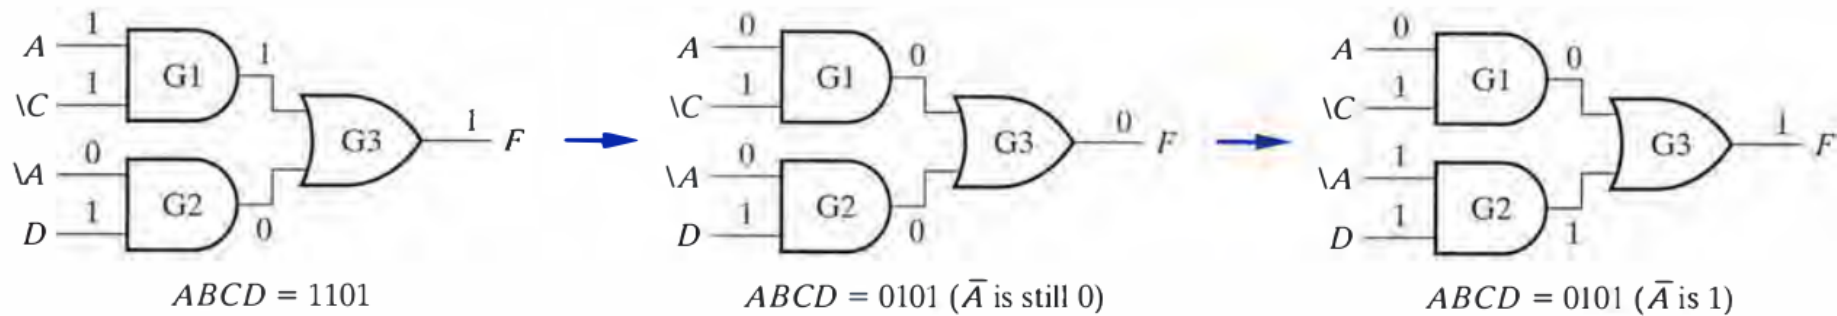 1 0 0
A G1 1 A G1 0 A G1 0
1 1 1
\C \C \C
G3 1 F G3 0 F G3 1 F
0 0 1
\A \A \A
1 G2 1 G2 1 G2
D 0 D 0 D 1
ABCD = 1101 ABCD = 0101 (A̅ is still 0) ABCD = 0101 (A̅ is 1)